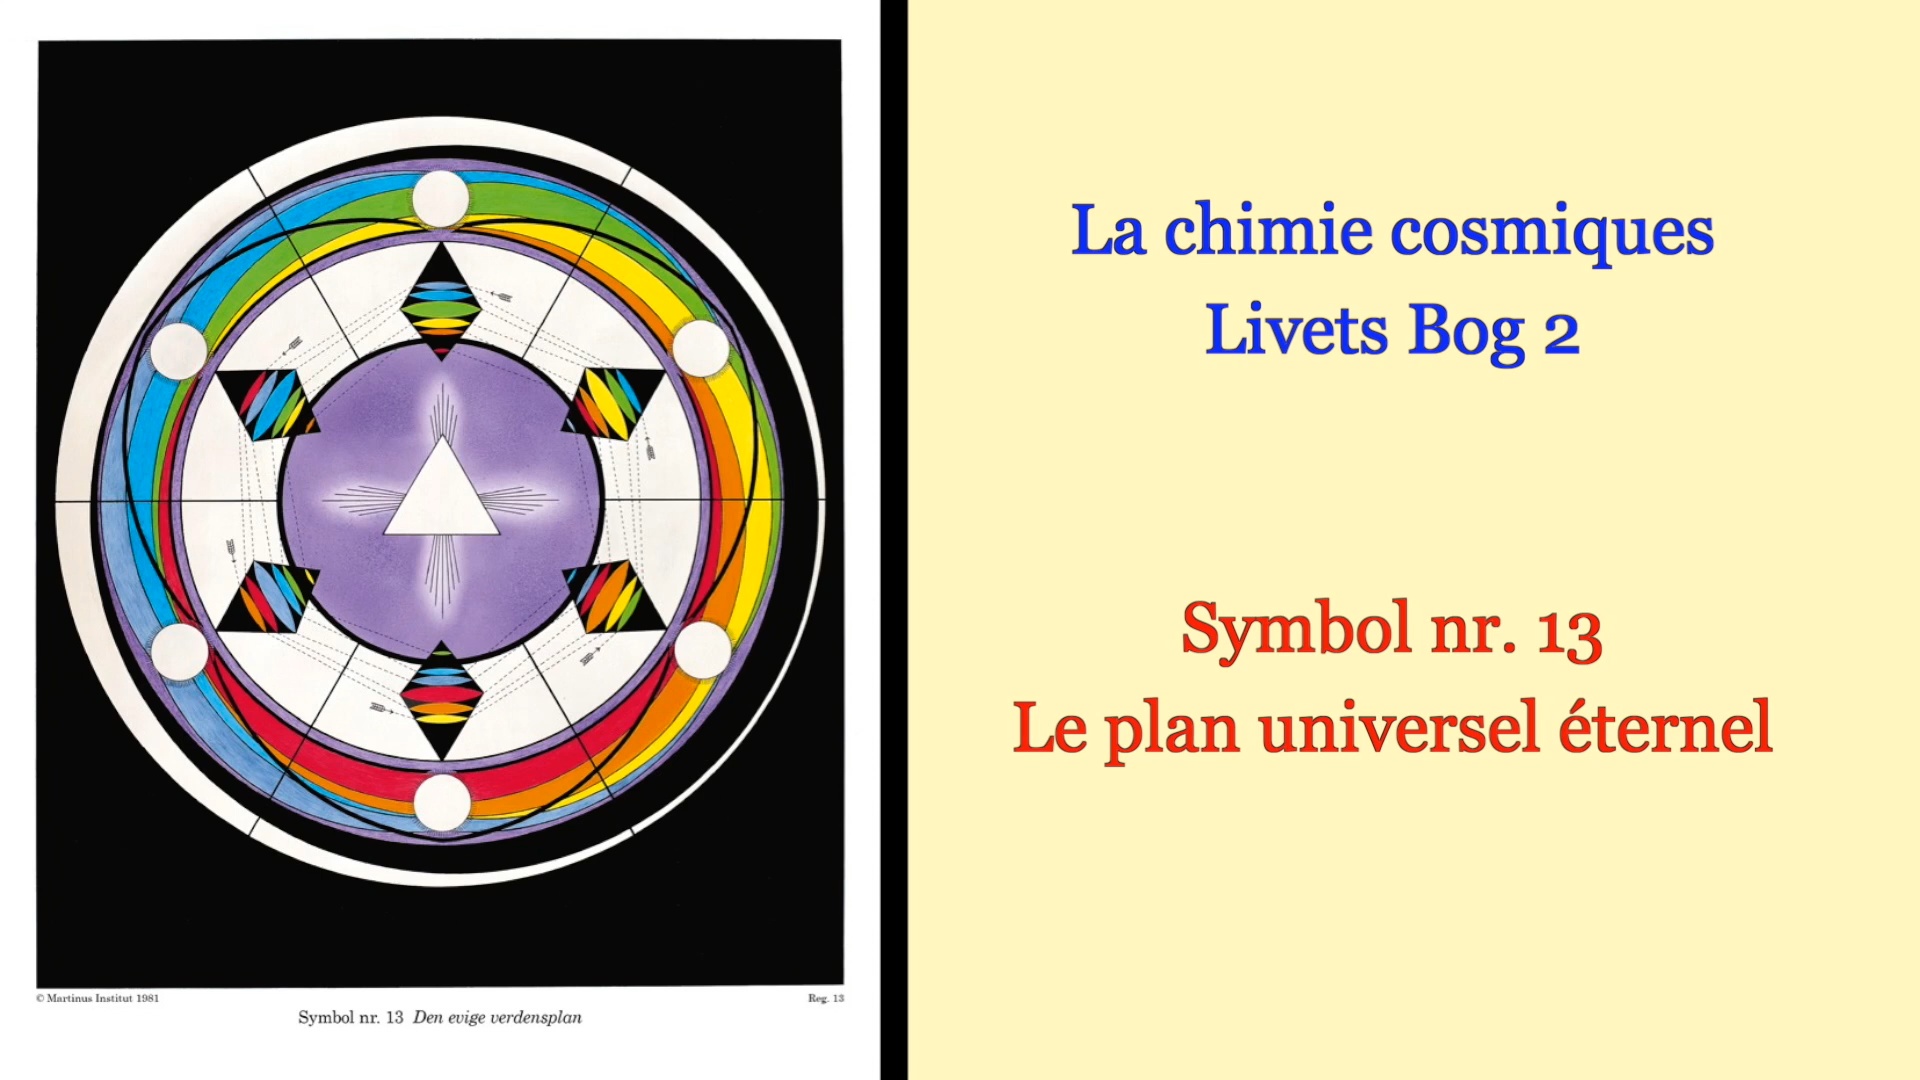 © Martinus Institut 1981
Reg. 13
Symbol nr. 13 Den evige verdensplan
La chimie cosmiques
Livets Bog 2
Symbol nr. 13
Le plan universel éternel